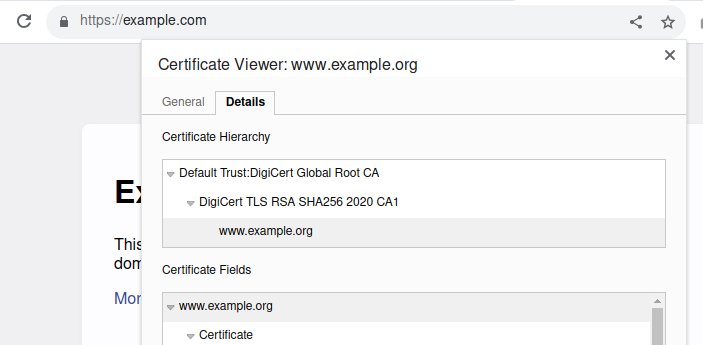 https://example.com
Certificate Viewer: www.example.org
General Details
Certificate Hierarchy
Default Trust:DigiCert Global Root CA
DigiCert TLS RSA SHA256 2020 CA1
www.example.org
This
dom
Certificate Fields
Mor
www.example.org
Certificate